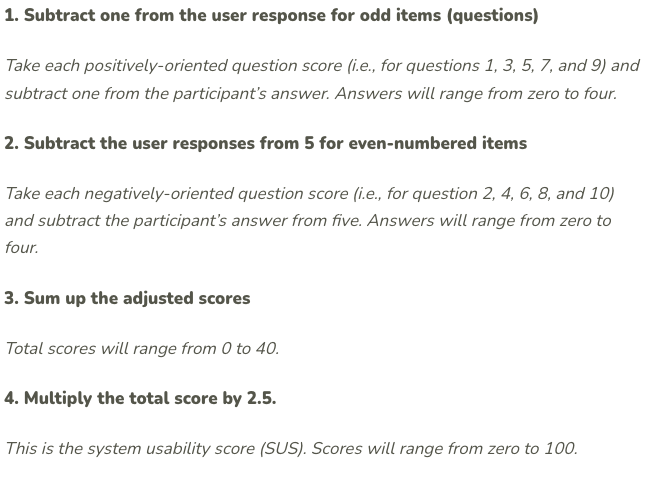 1. Subtract one from the user response for odd items (questions)
Take each positively-oriented question score (i.e., for questions 1, 3, 5, 7, and 9) and
subtract one from the participant’s answer. Answers will range from zero to four.
2. Subtract the user responses from 5 for even-numbered items
Take each negatively-oriented question score (i.e., for question 2, 4, 6, 8, and 10)
and subtract the participant’s answer from five. Answers will range from zero to
four.
3. Sum up the adjusted scores
Total scores will range from 0 to 40.
4. Multiply the total score by 2.5.
This is the system usability score (SUS). Scores will range from zero to 100.